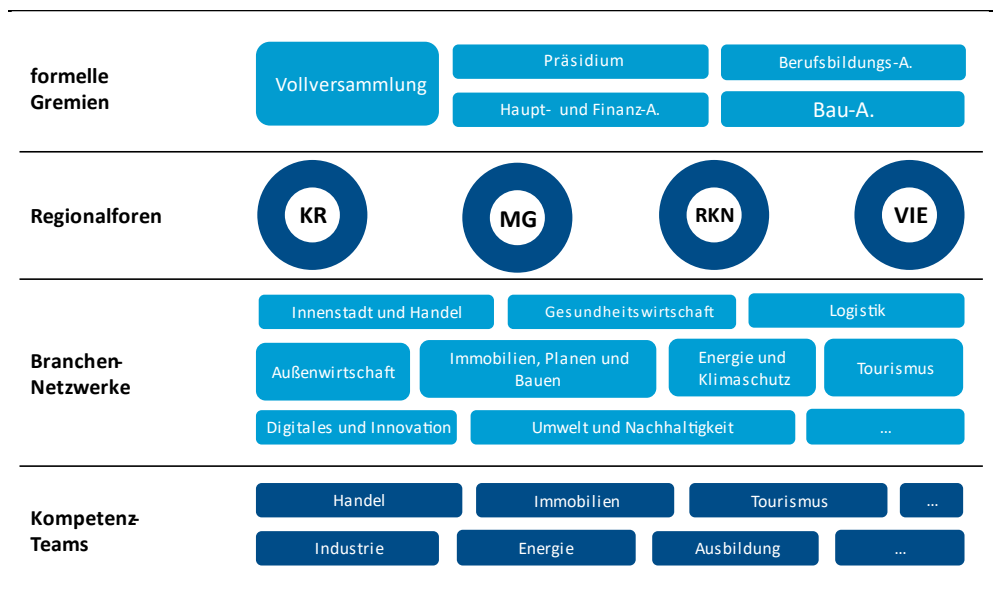 formelle
Gremien
Vollversammlung
Präsidium
Berufsbildungs-A.
Haupt- und Finanz-A.
Bau-A.
Regionalforen
KR
MG
RKN
VIE
Branchen-
Netzwerke
Innenstadt und Handel
Gesundheitswirtschaft
Logistik
Außenwirtschaft
Immobilien, Planen und
Bauen
Energie und
Klimaschutz
Tourismus
Digitales und Innovation
Umwelt und Nachhaltigkeit
...
Kompetenz-
Teams
Handel
Immobilien
Tourismus
...
Industrie
Energie
Ausbildung
...